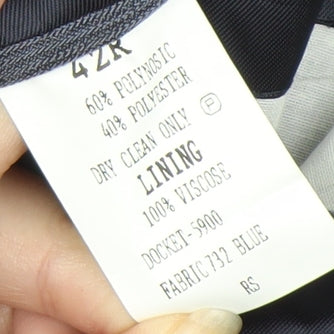 42R
60% POLYNOSIC
40% POLYESTER
DRY CLEAN ONLY Ⓟ
LINING
100% VISCOSE
DOCKET-5900
FABRIC 732 BLUE
RS